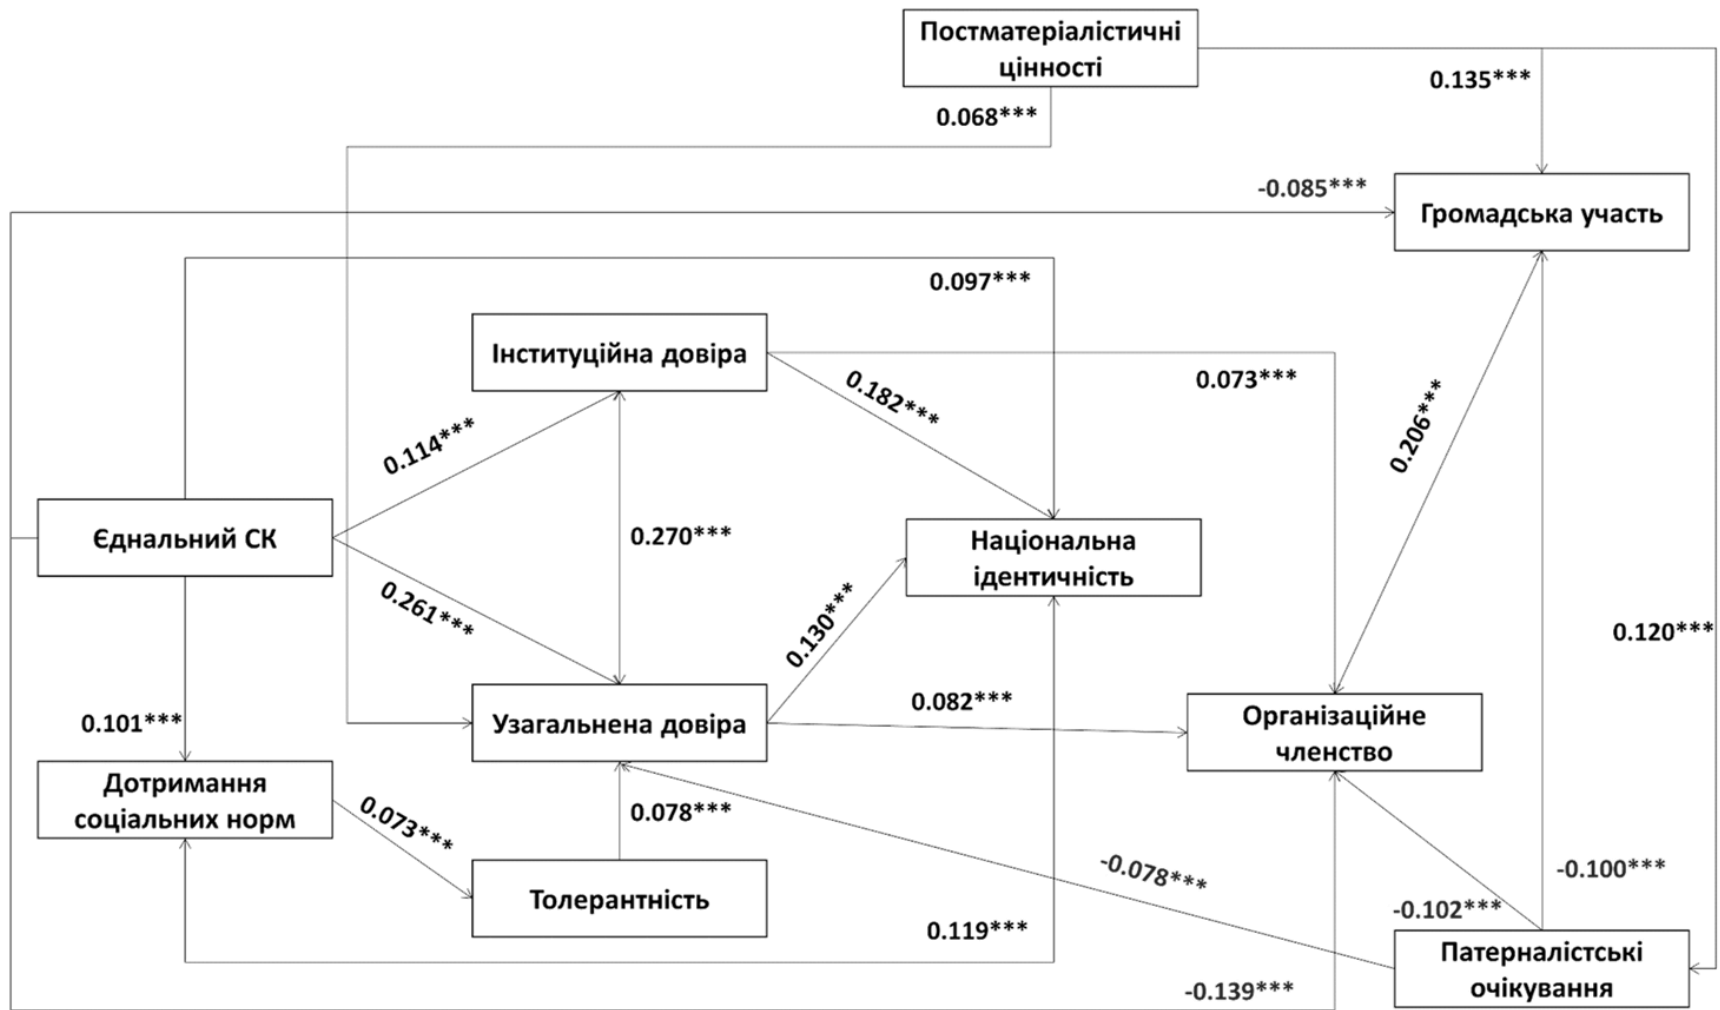 Постматеріалістичні
цінності
0.135***
0.068***
-0.085***
Громадська участь
0.097***
Інституційна довіра
0.073***
0.182***
0.114***
0.206***
Єднальний СК
0.270***
Національна
ідентичність
0.261***
0.130***
0.120***
Узагальнена довіра
0.082***
Організаційне
членство
0.101***
Дотримання
соціальних норм
0.073***
0.078***
-0.078***
-0.100***
Толерантність
-0.102***
0.119***
Патерналістські
очікування
-0.139***